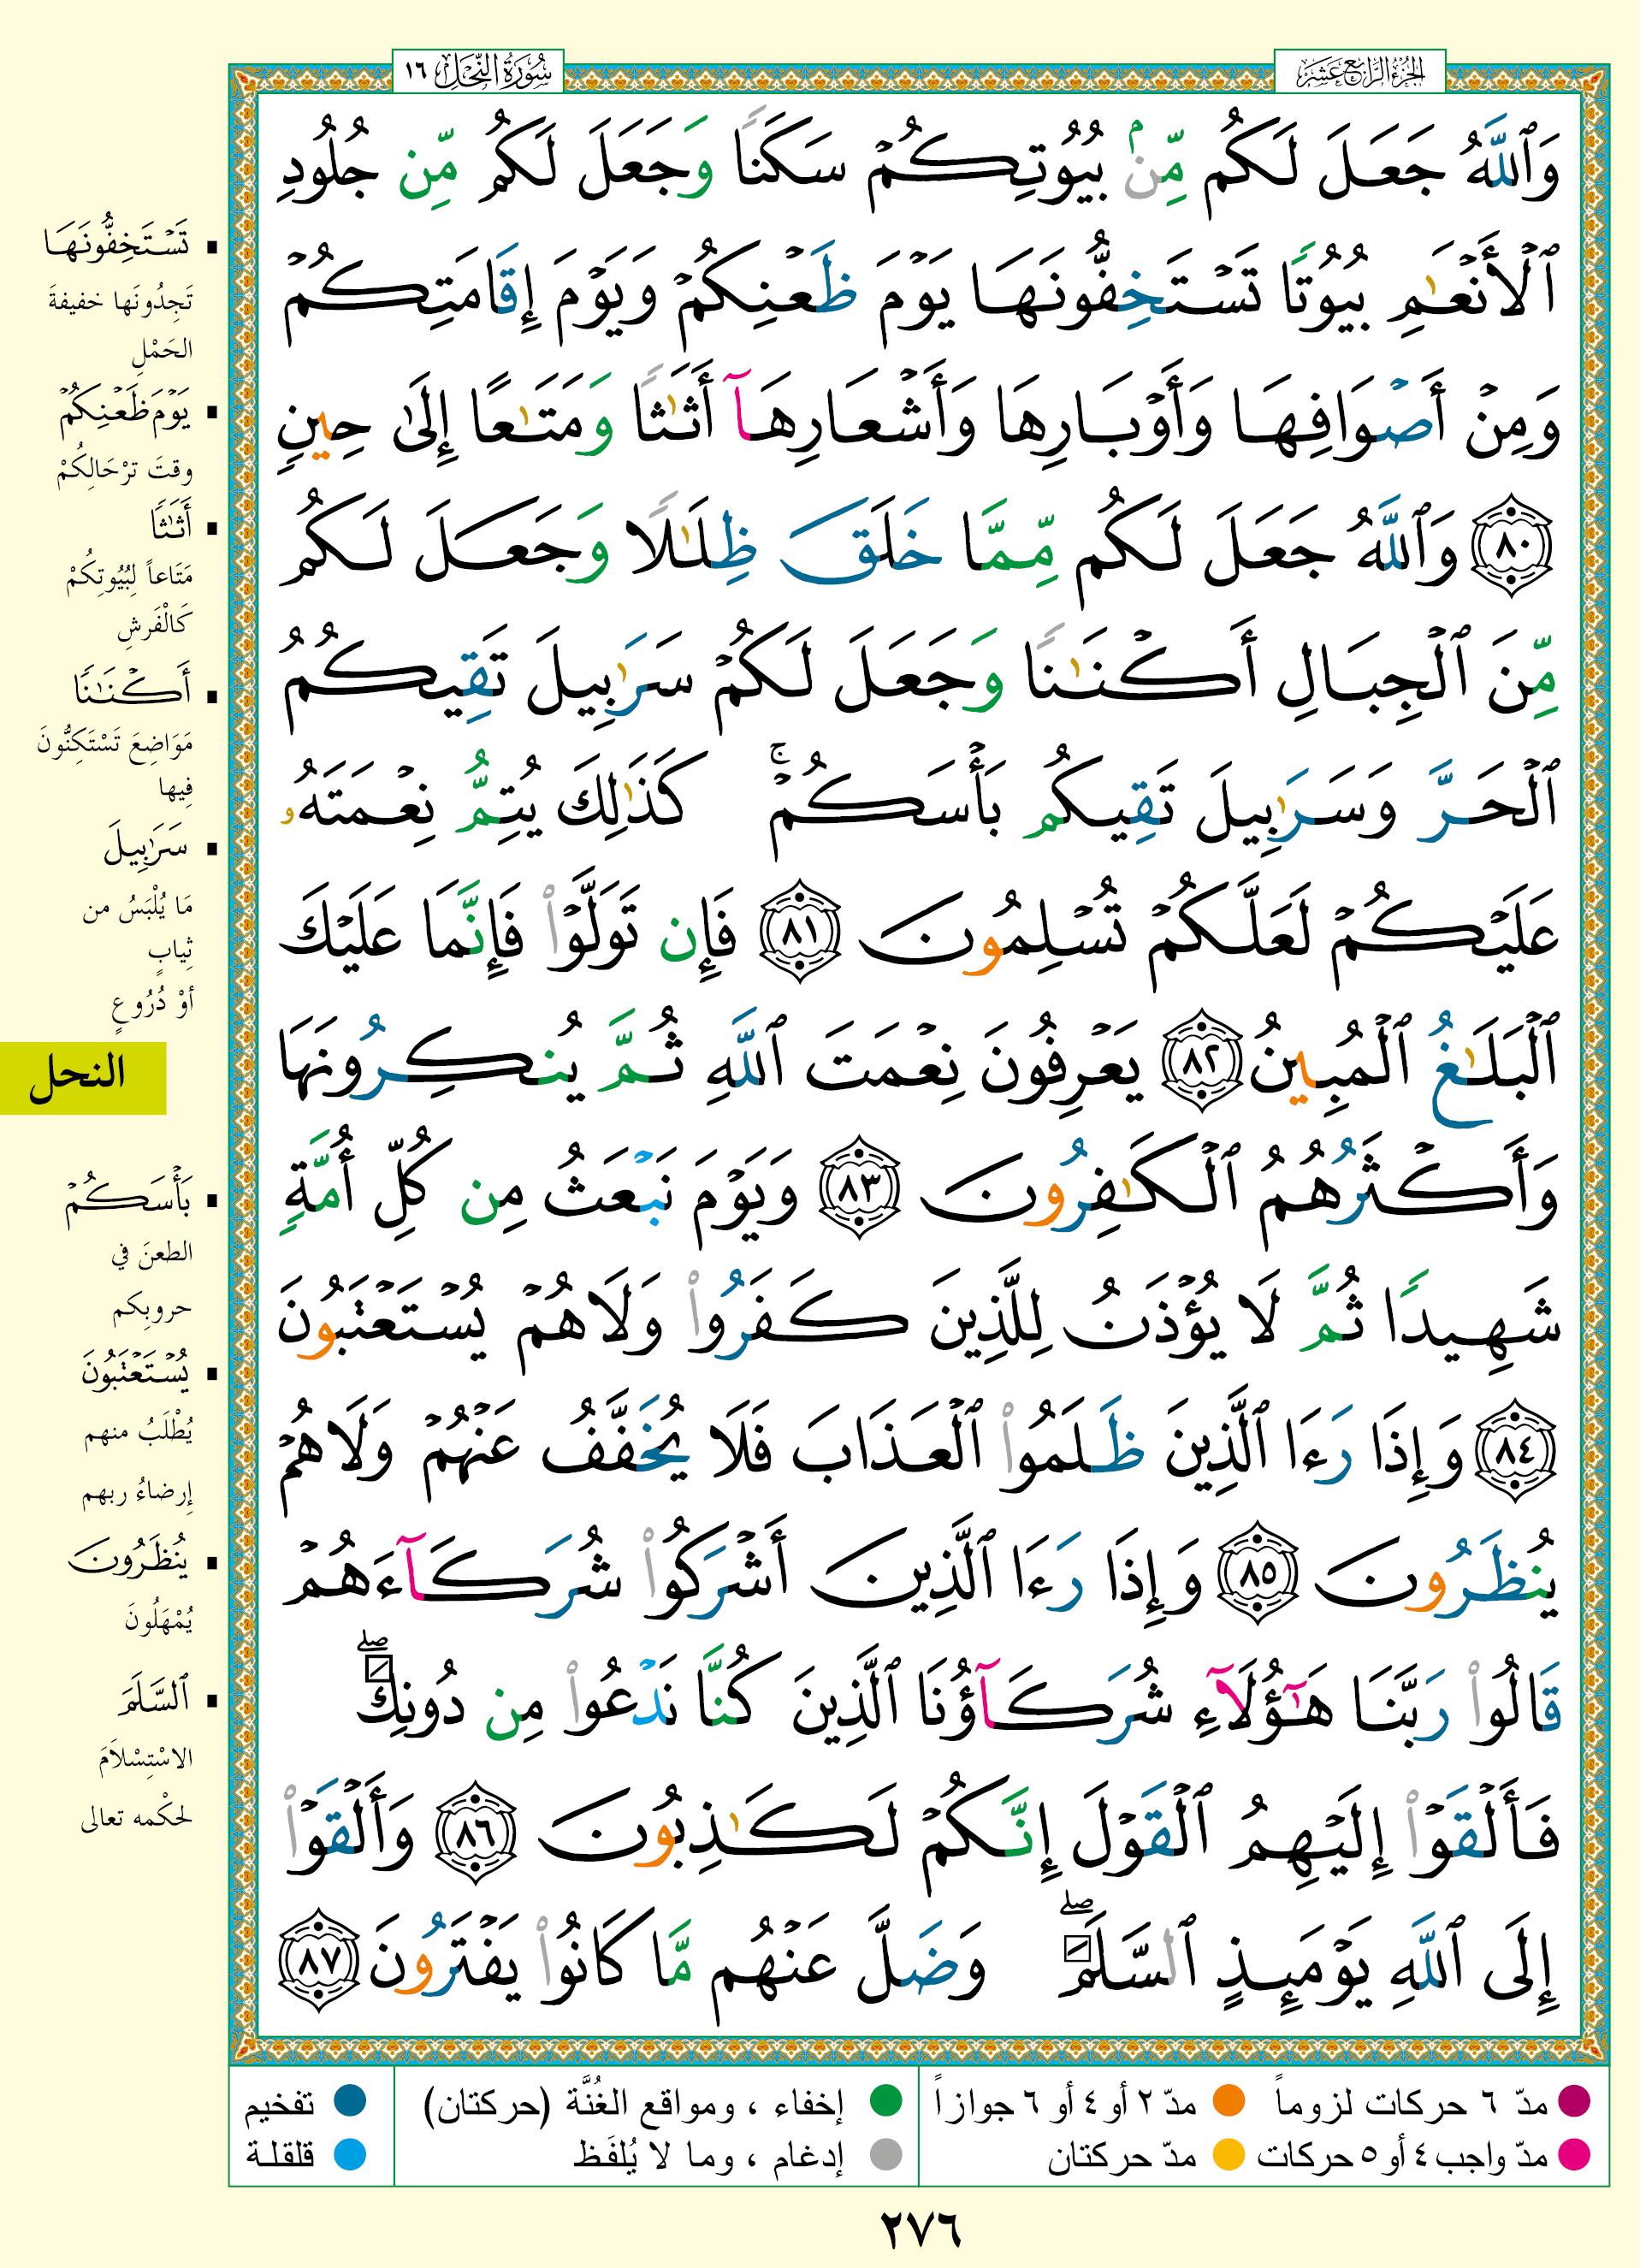 الجزء الرابع عشر
سورة النحل ١٦
وَٱللَّهُ جَعَلَ لَكُم مِّنۢ بُيُوتِكُمْ سَكَنًا وَجَعَلَ لَكُم مِّن جُلُودِ
ٱلْأَنْعَـٰمِ بُيُوتًا تَسْتَخِفُّونَهَا يَوْمَ ظَعْنِكُمْ وَيَوْمَ إِقَامَتِكُمْ
وَمِنْ أَصْوَافِهَا وَأَوْبَارِهَا وَأَشْعَارِهَآ أَثَـٰثًا وَمَتَـٰعًا إِلَىٰ حِينٍ
٨٠ وَٱللَّهُ جَعَلَ لَكُم مِّمَّا خَلَقَ ظِلَـٰلًا وَجَعَلَ لَكُم
مِّنَ ٱلْجِبَالِ أَكْنَـٰنًا وَجَعَلَ لَكُمْ سَرَٰبِيلَ تَقِيكُمُ
ٱلْحَرَّ وَسَرَٰبِيلَ تَقِيكُم بَأْسَكُمْ ۚ كَذَٰلِكَ يُتِمُّ نِعْمَتَهُۥ
عَلَيْكُمْ لَعَلَّكُمْ تُسْلِمُونَ ٨١ فَإِن تَوَلَّوْا۟ فَإِنَّمَا عَلَيْكَ
ٱلْبَلَـٰغُ ٱلْمُبِينُ ٨٢ يَعْرِفُونَ نِعْمَتَ ٱللَّهِ ثُمَّ يُنكِرُونَهَا
وَأَكْثَرُهُمُ ٱلْكَـٰفِرُونَ ٨٣ وَيَوْمَ نَبْعَثُ مِن كُلِّ أُمَّةٍ
شَهِيدًا ثُمَّ لَا يُؤْذَنُ لِلَّذِينَ كَفَرُوا۟ وَلَا هُمْ يُسْتَعْتَبُونَ
٨٤ وَإِذَا رَءَا ٱلَّذِينَ ظَلَمُوا۟ ٱلْعَذَابَ فَلَا يُخَفَّفُ عَنْهُمْ وَلَا هُمْ
يُنظَرُونَ ٨٥ وَإِذَا رَءَا ٱلَّذِينَ أَشْرَكُوا۟ شُرَكَآءَهُمْ
قَالُوا۟ رَبَّنَا هَـٰٓؤُلَآءِ شُرَكَآؤُنَا ٱلَّذِينَ كُنَّا نَدْعُوا۟ مِن دُونِكَ ۖ
فَأَلْقَوْا۟ إِلَيْهِمُ ٱلْقَوْلَ إِنَّكُمْ لَكَـٰذِبُونَ ٨٦ وَأَلْقَوْا۟
إِلَى ٱللَّهِ يَوْمَئِذٍ ٱلسَّلَمَ ۖ وَضَلَّ عَنْهُم مَّا كَانُوا۟ يَفْتَرُونَ ٨٧
تَسْتَخِفُّونَهَا
تَجِدُونَها خفيفةَ
الحَمْلِ
يَوْمَ ظَعْنِكُمْ
وقتَ تَرْحَالِكُمْ
أَثَـٰثًا
مَتَاعاً لِبُيُوتِكُمْ
كَالْفَرشِ
أَكْنَـٰنًا
مَوَاضِعَ تَسْتَكِنُّونَ
فِيها
سَرَٰبِيلَ
مَا يُلْبَسُ من
ثِيابٍ
أوْ دُرُوعٍ
النحل
بَأْسَكُمْ
الطعنَ في
حروبِكم
يُسْتَعْتَبُونَ
يُطْلَبُ منهم
إرضاءُ ربهم
يُنظَرُونَ
يُمْهَلُونَ
ٱلسَّلَمَ
الاسْتِسْلاَمَ
لحكْمه تعالى
مدّ ٦ حركات لزوماً مدّ ٢ أو ٤ أو ٦ جوازاً
مدّ واجب ٤ أو ٥ حركات مدّ حركتان
إخفاء ، ومواقع الغُنَّة (حركتان)
إدغام ، وما لا يُلفَظ
تفخيم
قلقلة
٢٧٦